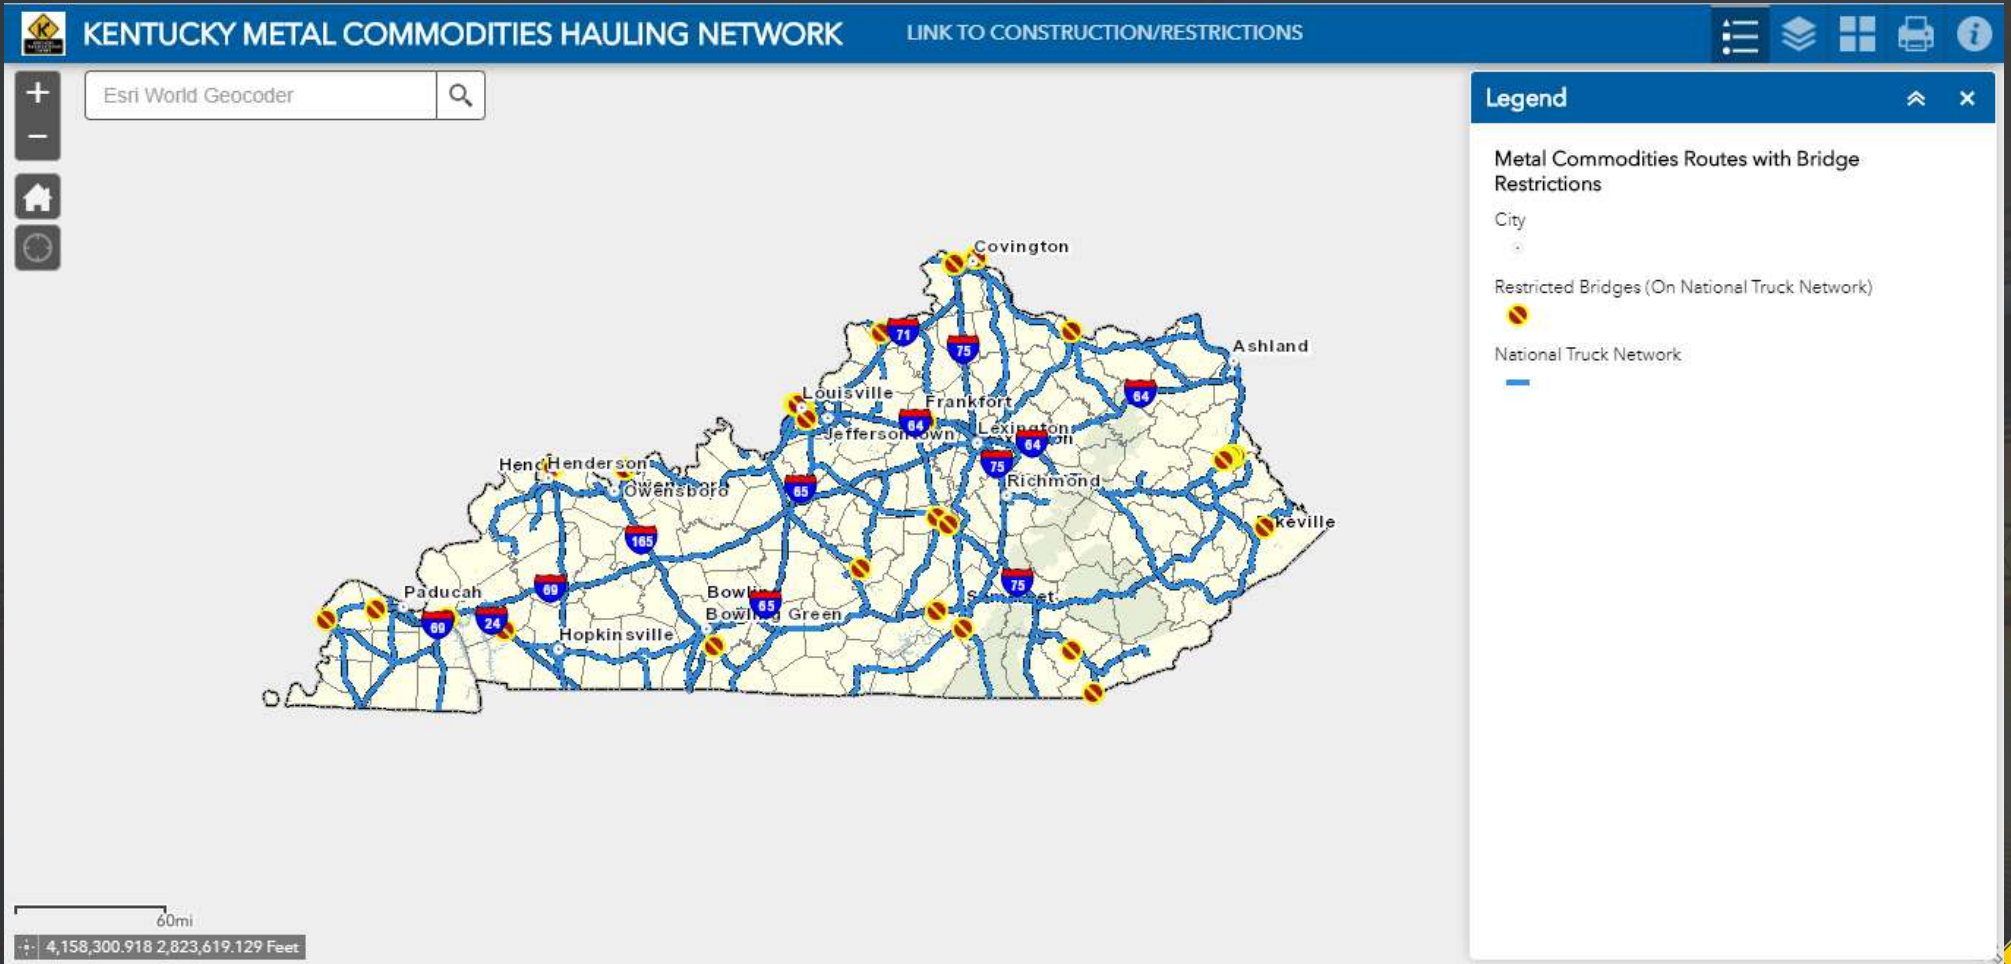 KENTUCKY METAL COMMODITIES HAULING NETWORK
LINK TO CONSTRUCTION/RESTRICTIONS
+
−
Esri World Geocoder
Legend
Metal Commodities Routes with Bridge
Restrictions
City
Restricted Bridges (On National Truck Network)
National Truck Network
Covington
71
75
Ashland
64
Louisville
Frankfort
64
Jeffersontown
Lexington
64
75
Henderson
Owensboro
65
Richmond
165
Paducah
69
75
69
24
65
Bowling Green
Hopkinsville
60mi
4,158,300.918 2,823,619.129 Feet